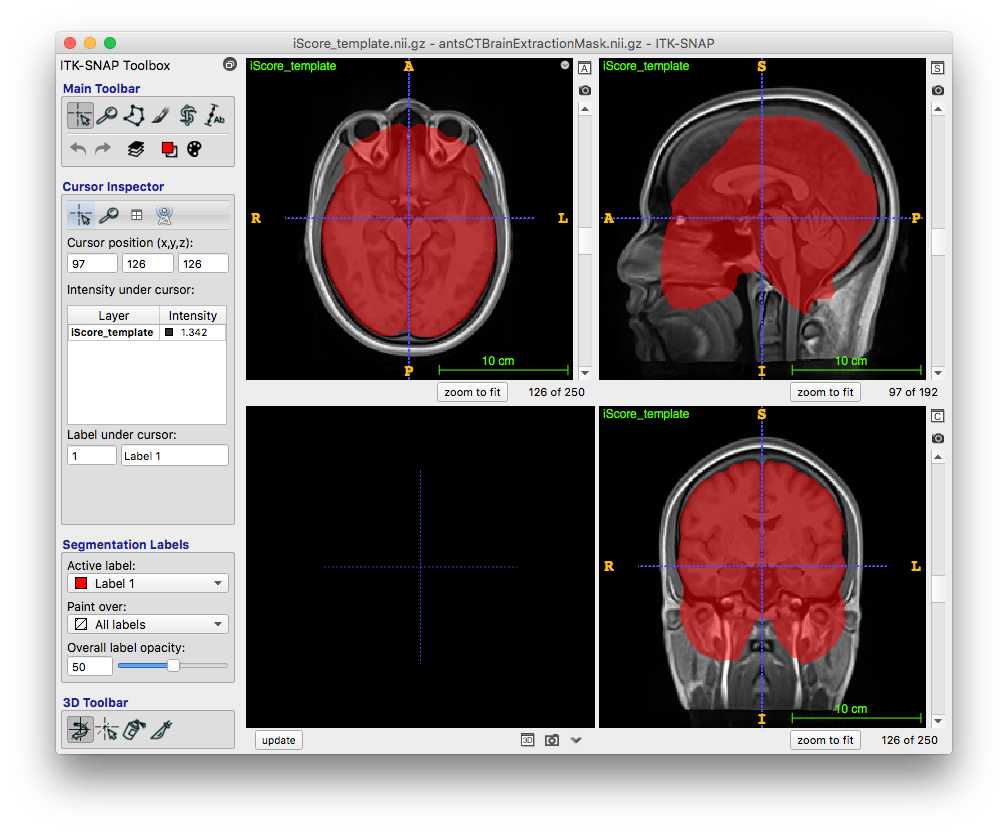 iScore_template.nii.gz - antsCTBrainExtractionMask.nii.gz - ITK-SNAP
ITK-SNAP Toolbox
Main Toolbar
Ab
Cursor Inspector
Cursor position (x,y,z):
97 126 126
Intensity under cursor:
Layer Intensity
iScore_template 1.342
Label under cursor:
1 Label 1
Segmentation Labels
Active label:
Label 1
Paint over:
All labels
Overall label opacity:
50
3D Toolbar
iScore_template
A
A
R
L
P
10 cm
zoom to fit 126 of 250
iScore_template
S
S
A
P
I
10 cm
zoom to fit 97 of 192
update
3D
iScore_template
S
C
R
L
I
10 cm
zoom to fit 126 of 250